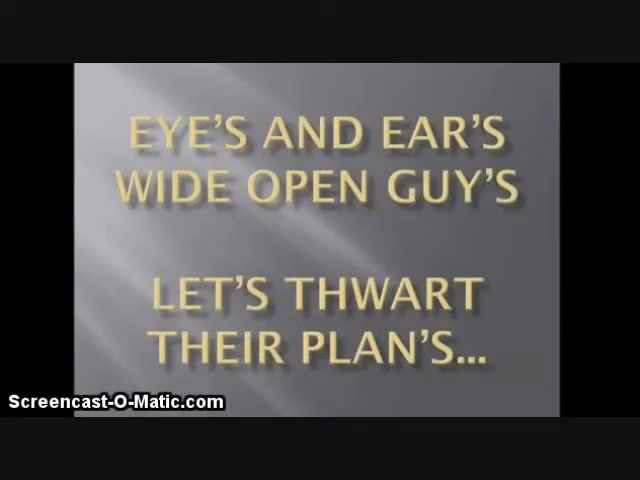 EYE’S AND EAR’S
WIDE OPEN GUY’S
LET’S THWART
THEIR PLAN’S...
Screencast-O-Matic.com